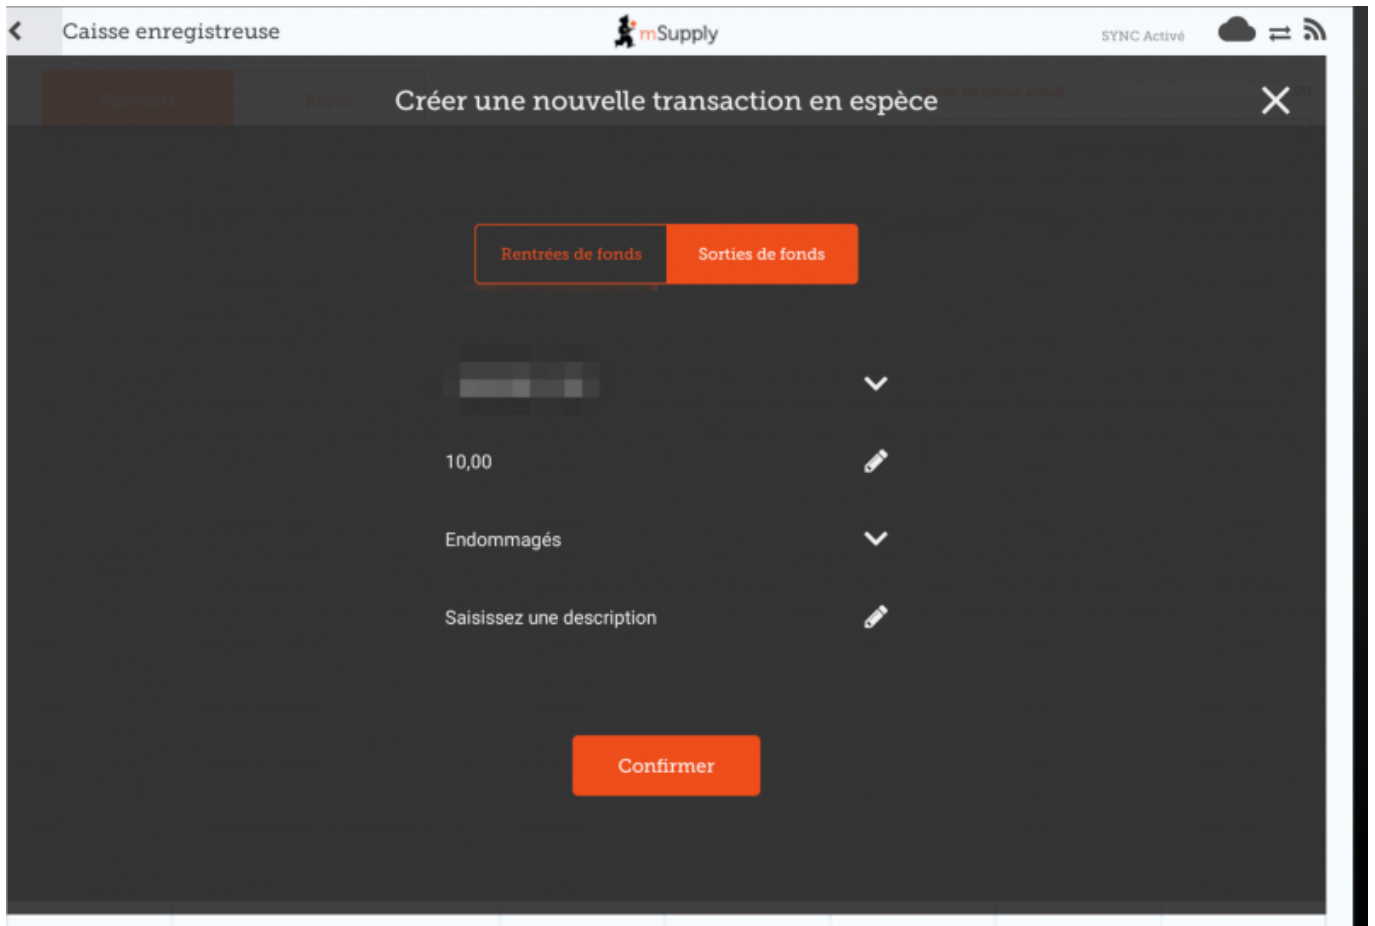 Caisse enregistreuse
mSupply
SYNC Activé
Créer une nouvelle transaction en espèce
Rentrées de fonds
Sorties de fonds
10,00
Endommagés
Saisissez une description
Confirmer